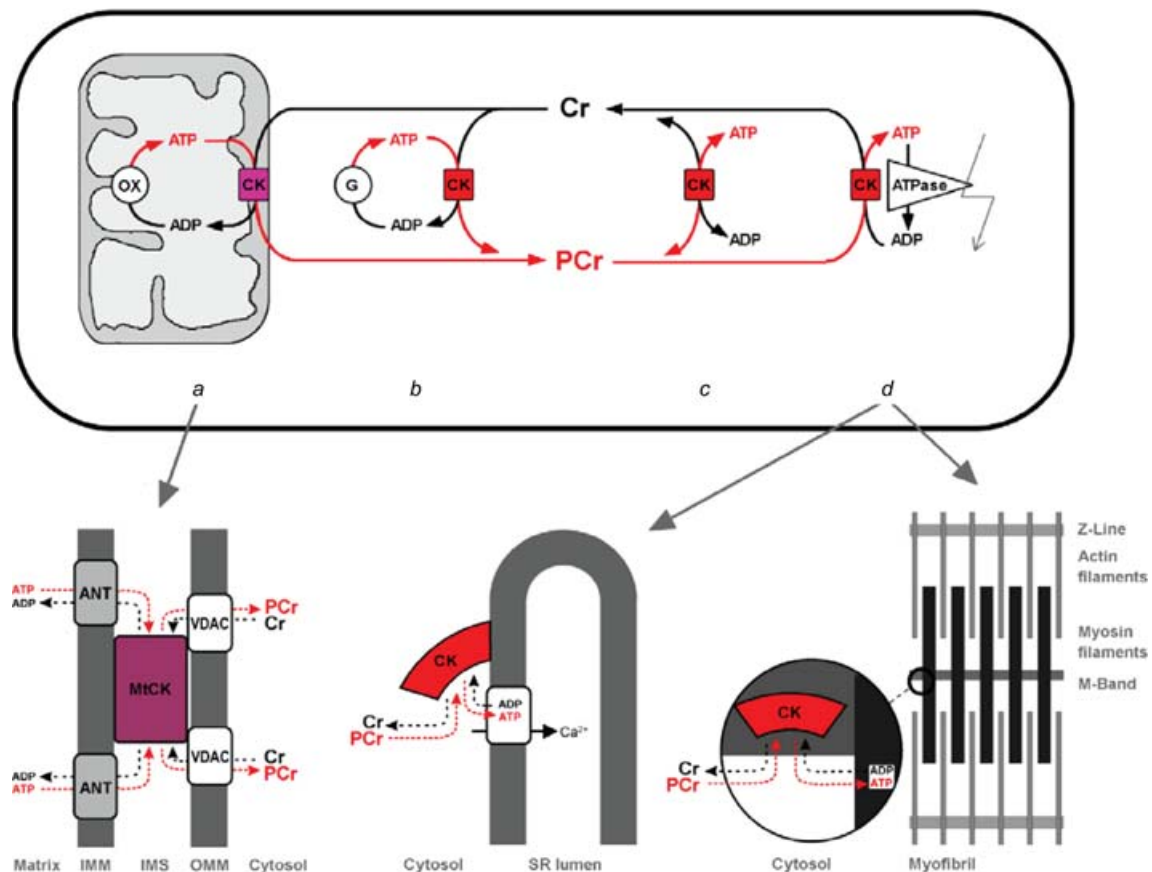 Cr
ATP ATP ATP ATP
OX CK G CK CK CK ATPase
ADP ADP ADP ADP
PCr
a b c d
ATP
ADP
ANT
VDAC
PCr
Cr
MtCK
ADP
ATP
ANT
VDAC
Cr
PCr
Matrix IMM IMS OMM Cytosol
CK
ADP
ATP
Cr
PCr
Ca²⁺
Cytosol SR lumen
Z-Line
Actin
filaments
Myosin
filaments
M-Band
CK
Cr
PCr
ADP
ATP
Cytosol Myofibril